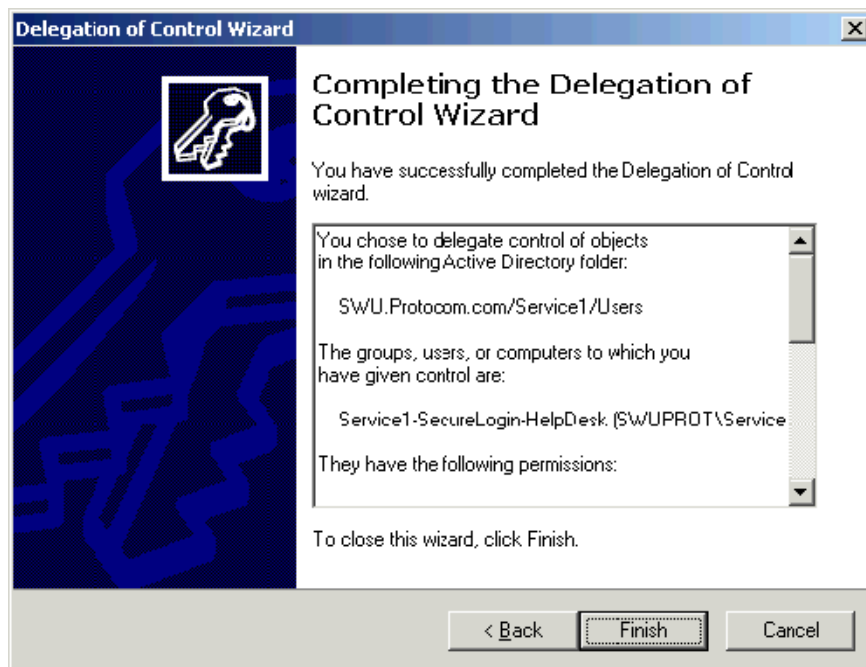 Delegation of Control Wizard
Completing the Delegation of
Control Wizard
You have successfully completed the Delegation of Control
wizard.
You chose to delegate control of objects
in the following Active Directory folder:
SWU.Protocom.com/Service1/Users
The groups, users, or computers to which you
have given control are:
Service1-SecureLogin-HelpDesk (SWUPROT\Service
They have the following permissions:
To close this wizard, click Finish.
< Back
Finish
Cancel